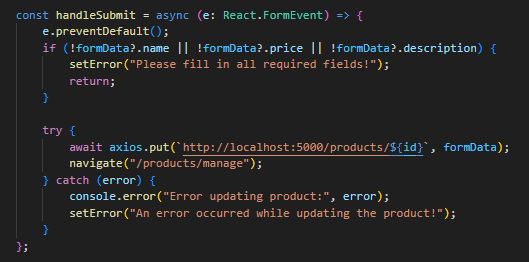 const handleSubmit = async (e: React.FormEvent) => {
    e.preventDefault();
    if (!formData?.name || !formData?.price || !formData?.description) {
        setError("Please fill in all required fields!");
        return;
    }

    try {
        await axios.put(`http://localhost:5000/products/${id}`, formData);
        navigate("/products/manage");
    } catch (error) {
        console.error("Error updating product:", error);
        setError("An error occurred while updating the product!");
    }
};